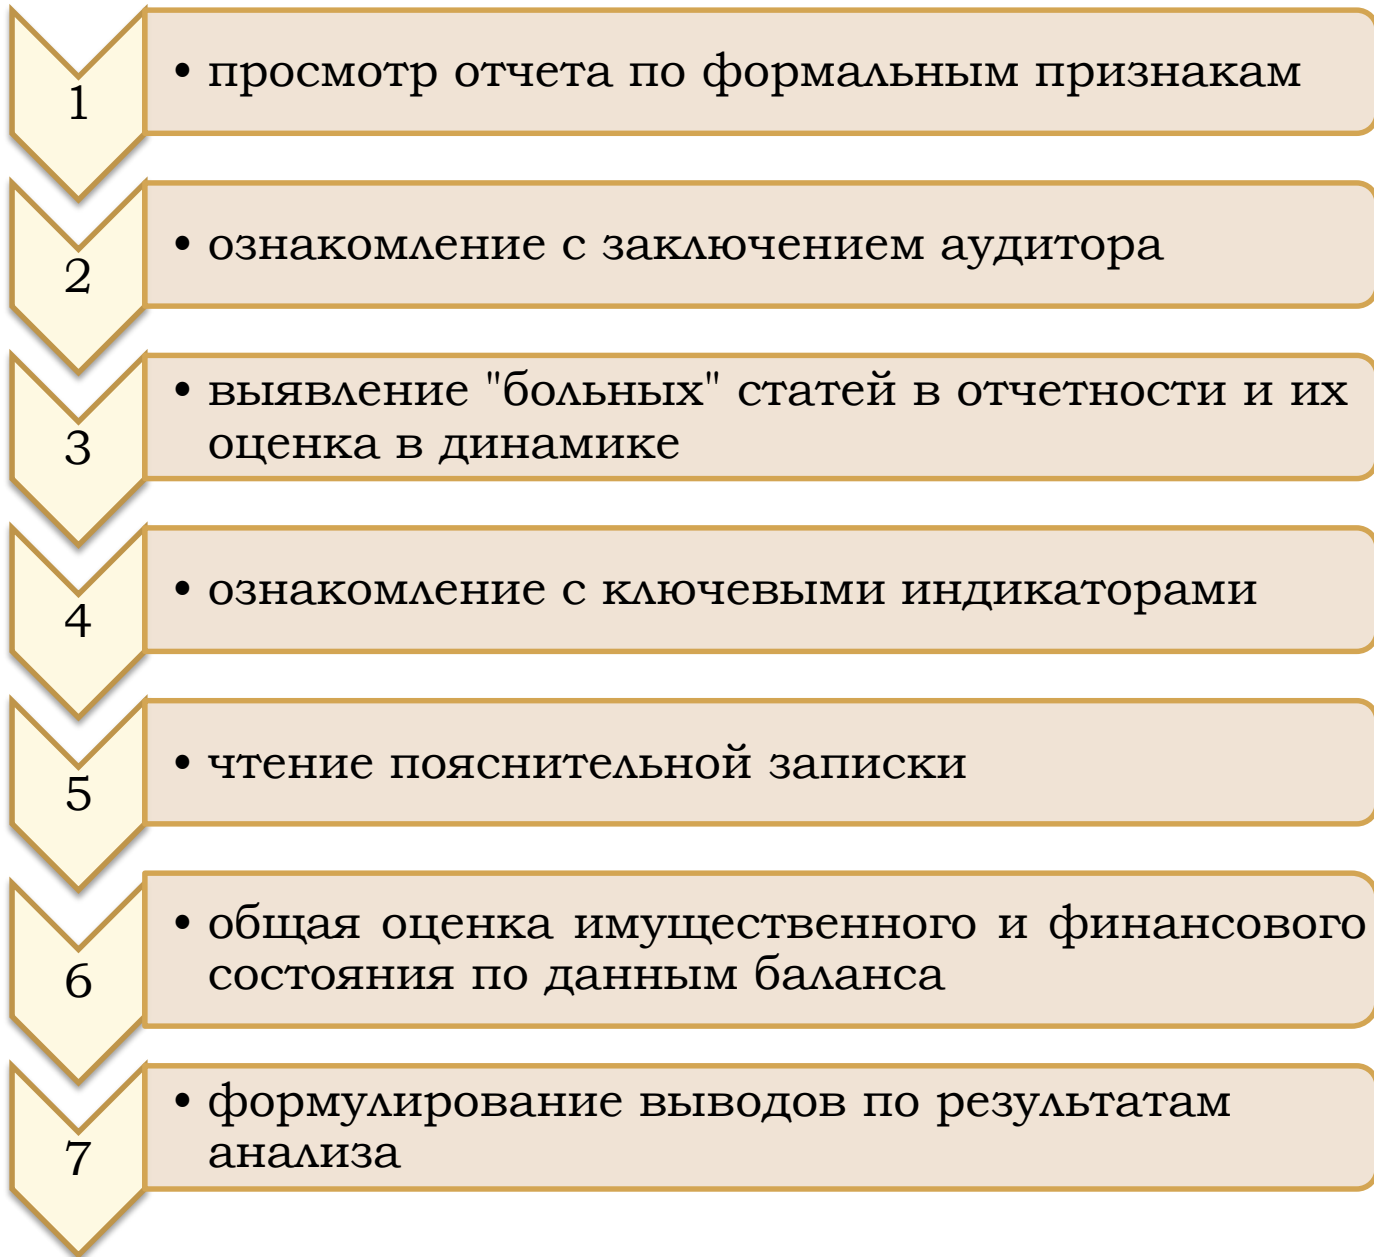 1
• просмотр отчета по формальным признакам
2
• ознакомление с заключением аудитора
3
• выявление "больных" статей в отчетности и их
оценка в динамике
4
• ознакомление с ключевыми индикаторами
5
• чтение пояснительной записки
6
• общая оценка имущественного и финансового
состояния по данным баланса
7
• формулирование выводов по результатам
анализа